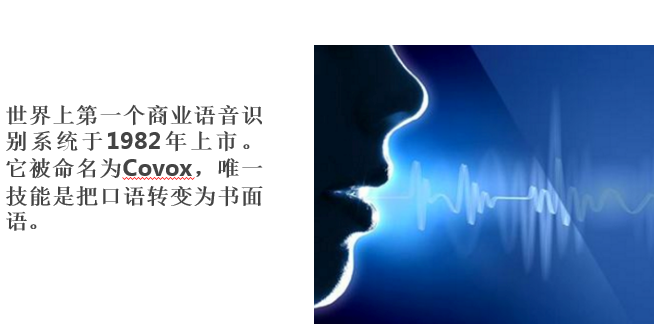 世界上第一个商业语音识
别系统于1982年上市。
它被命名为Covox，唯一
技能是把口语转变为书面
语。